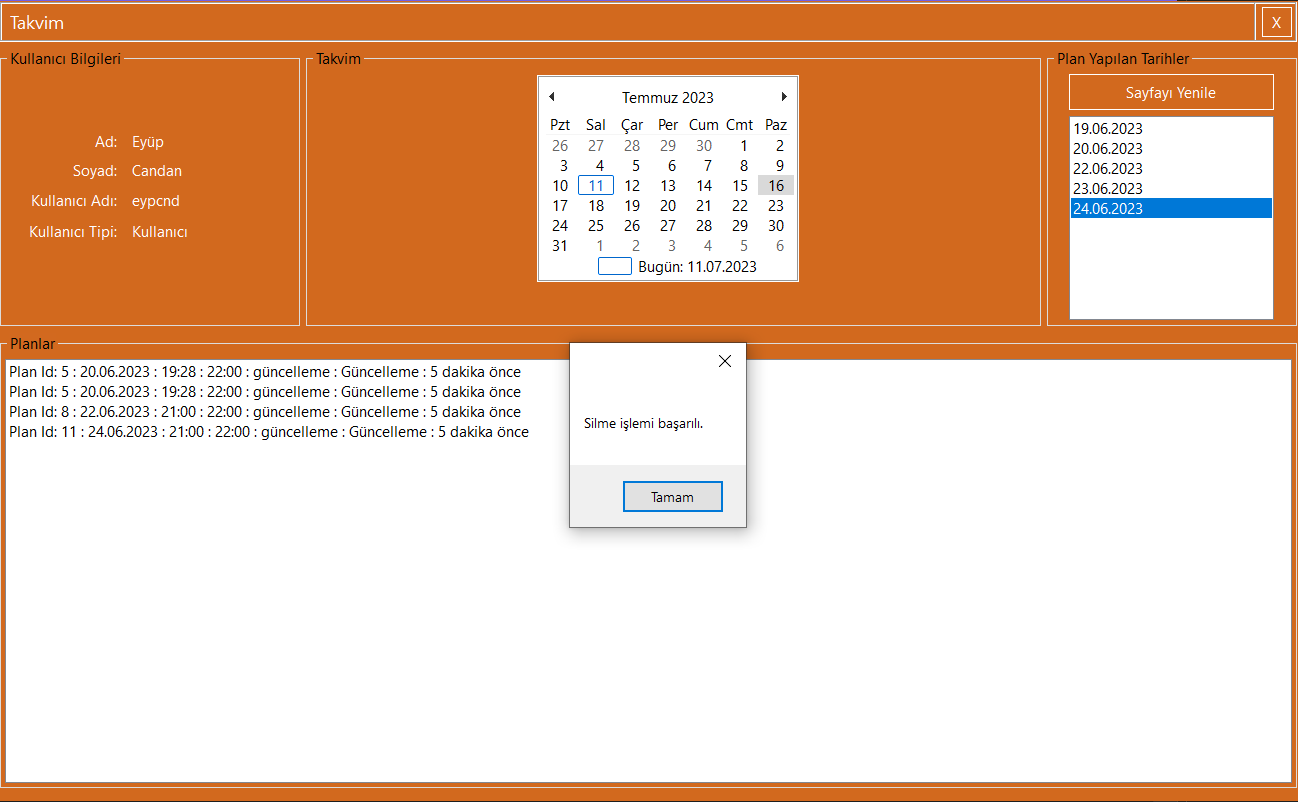 Takvim
X
Kullanıcı Bilgileri
Ad: Eyüp
Soyad: Candan
Kullanıcı Adı: eypcnd
Kullanıcı Tipi: Kullanıcı
Takvim
Temmuz 2023
Pzt Sal Çar Per Cum Cmt Paz
26 27 28 29 30 1 2
3 4 5 6 7 8 9
10 11 12 13 14 15 16
17 18 19 20 21 22 23
24 25 26 27 28 29 30
31 1 2 3 4 5 6
Bugün: 11.07.2023
Plan Yapılan Tarihler
Sayfayı Yenile
19.06.2023
20.06.2023
22.06.2023
23.06.2023
24.06.2023
Planlar
Plan Id: 5 : 20.06.2023 : 19:28 : 22:00 : güncelleme : Güncelleme : 5 dakika önce
Plan Id: 5 : 20.06.2023 : 19:28 : 22:00 : güncelleme : Güncelleme : 5 dakika önce
Plan Id: 8 : 22.06.2023 : 21:00 : 22:00 : güncelleme : Güncelleme : 5 dakika önce
Plan Id: 11 : 24.06.2023 : 21:00 : 22:00 : güncelleme : Güncelleme : 5 dakika önce
Silme işlemi başarılı.
Tamam